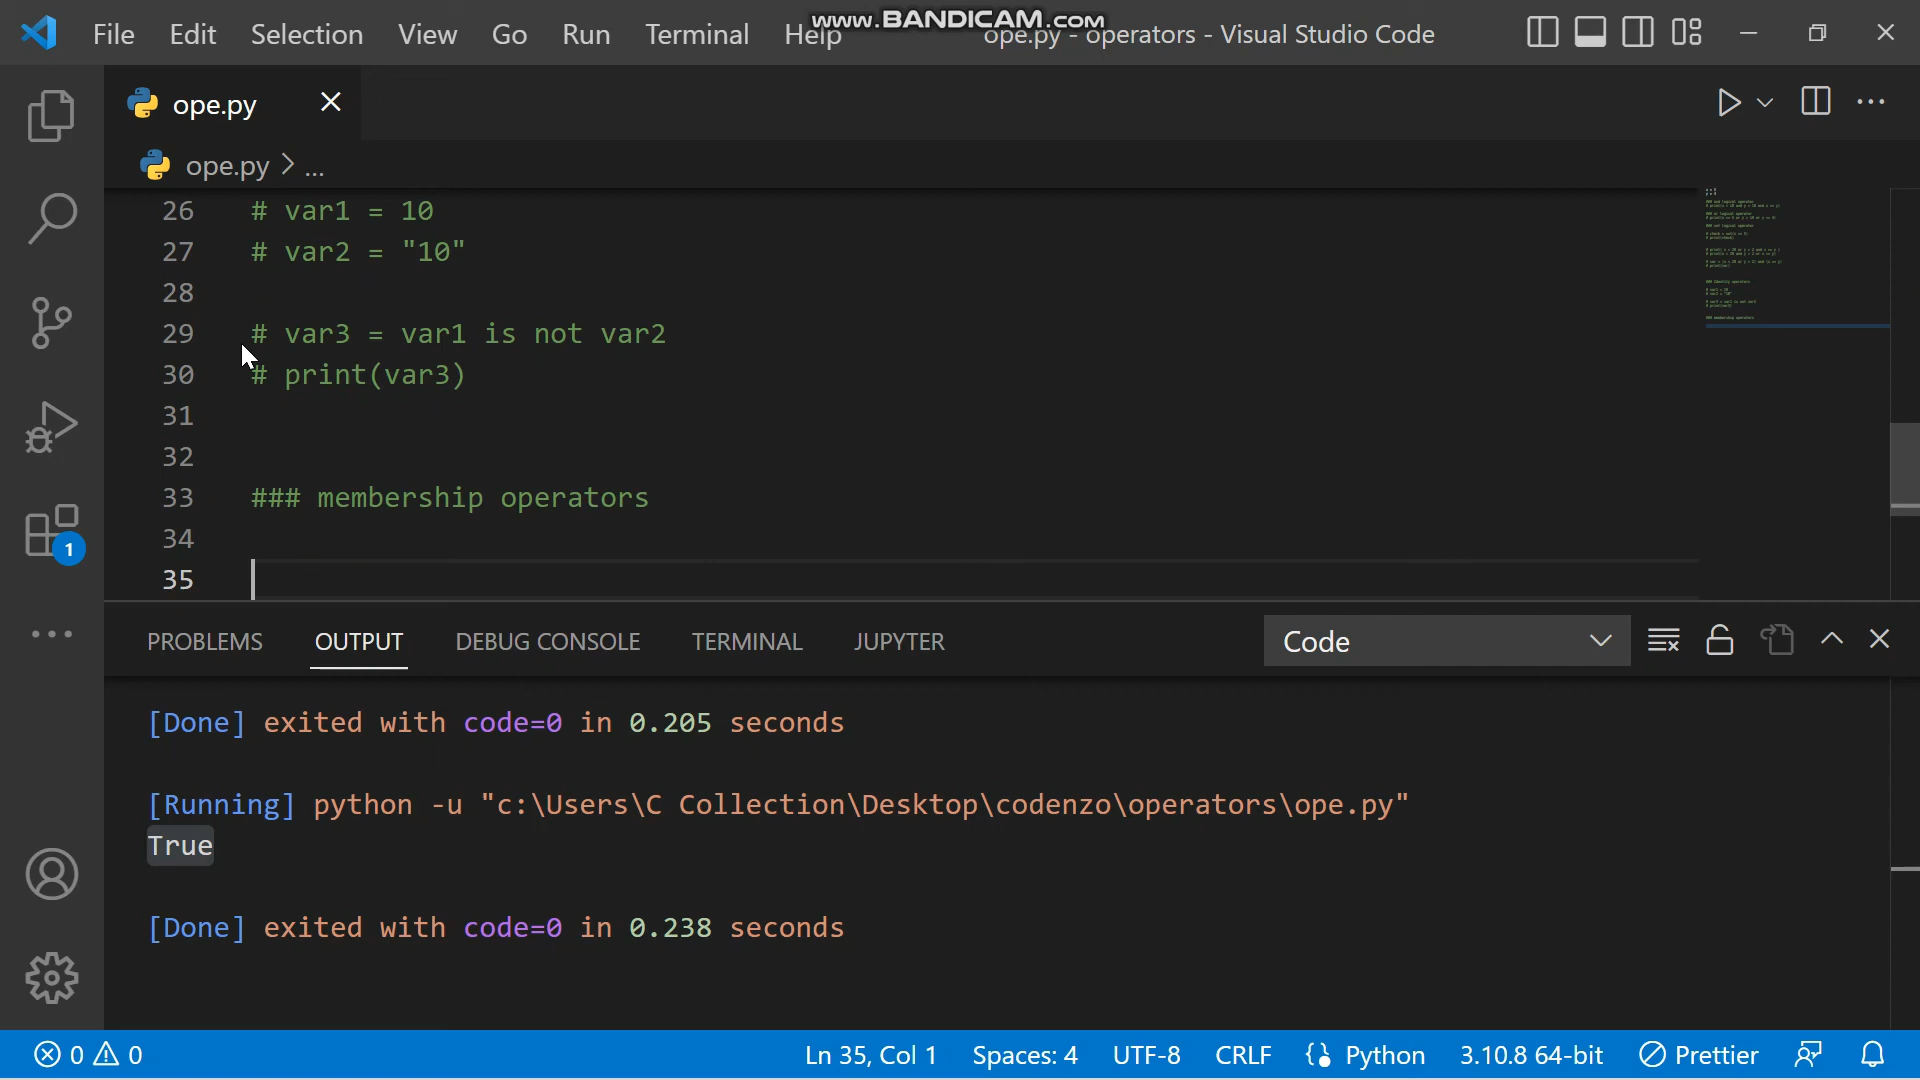 www.BANDICAM.com
File Edit Selection View Go Run Terminal Help ope.py - operators - Visual Studio Code
ope.py
ope.py > ...
26 # var1 = 10
27 # var2 = "10"
28
29 # var3 = var1 is not var2
30 # print(var3)
31
32
33 ### membership operators
34
35
1
PROBLEMS OUTPUT DEBUG CONSOLE TERMINAL JUPYTER Code
[Done] exited with code=0 in 0.205 seconds
[Running] python -u "c:\Users\C Collection\Desktop\codenzo\operators\ope.py"
True
[Done] exited with code=0 in 0.238 seconds
0 0 Ln 35, Col 1 Spaces: 4 UTF-8 CRLF Python 3.10.8 64-bit Prettier